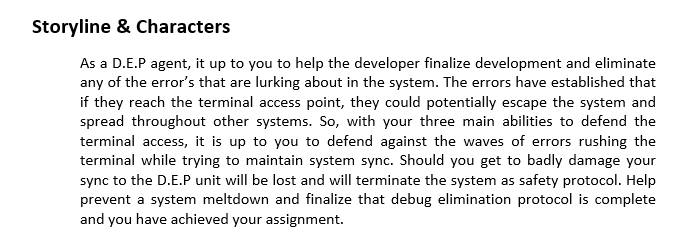 Storyline & Characters
As a D.E.P agent, it up to you to help the developer finalize development and eliminate
any of the error's that are lurking about in the system. The errors have established that
if they reach the terminal access point, they could potentially escape the system and
spread throughout other systems. So, with your three main abilities to defend the
terminal access, it is up to you to defend against the waves of errors rushing the
terminal while trying to maintain system sync. Should you get to badly damage your
sync to the D.E.P unit will be lost and will terminate the system as safety protocol. Help
prevent a system meltdown and finalize that debug elimination protocol is complete
and you have achieved your assignment.